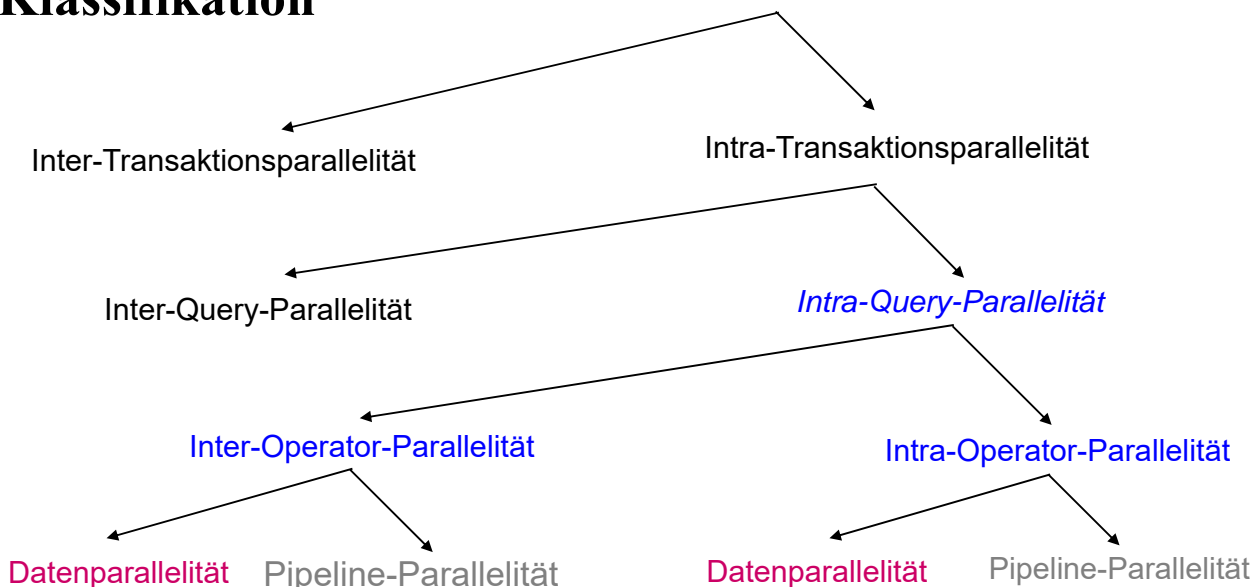 Klassifikation
Inter-Transaktionsparallelität
Intra-Transaktionsparallelität
Inter-Query-Parallelität
Intra-Query-Parallelität
Inter-Operator-Parallelität
Intra-Operator-Parallelität
Datenparallelität
Pipeline-Parallelität
Datenparallelität
Pipeline-Parallelität